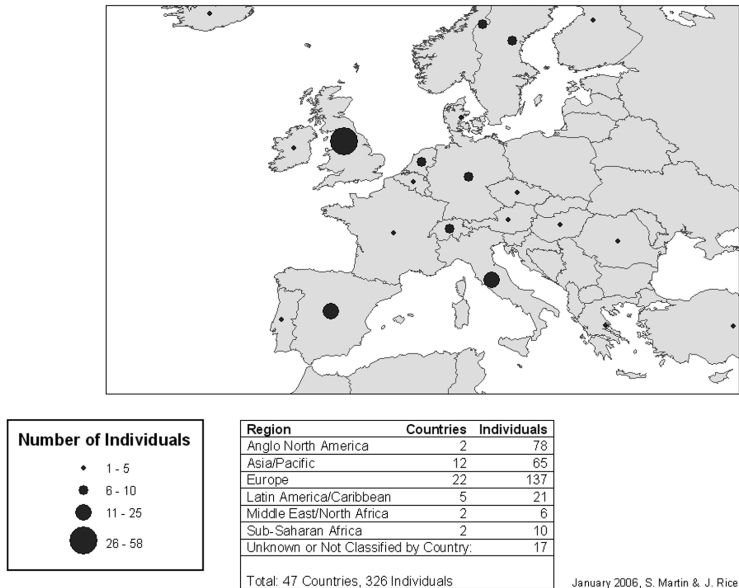 Number of Individuals
1 - 5
6 - 10
11 - 25
26 - 58
Region Countries Individuals
Anglo North America 2 78
Asia/Pacific 12 65
Europe 22 137
Latin America/Caribbean 5 21
Middle East/North Africa 2 6
Sub-Saharan Africa 2 10
Unknown or Not Classified by Country: 17
Total: 47 Countries, 326 Individuals
January 2006, S. Martin & J. Rice